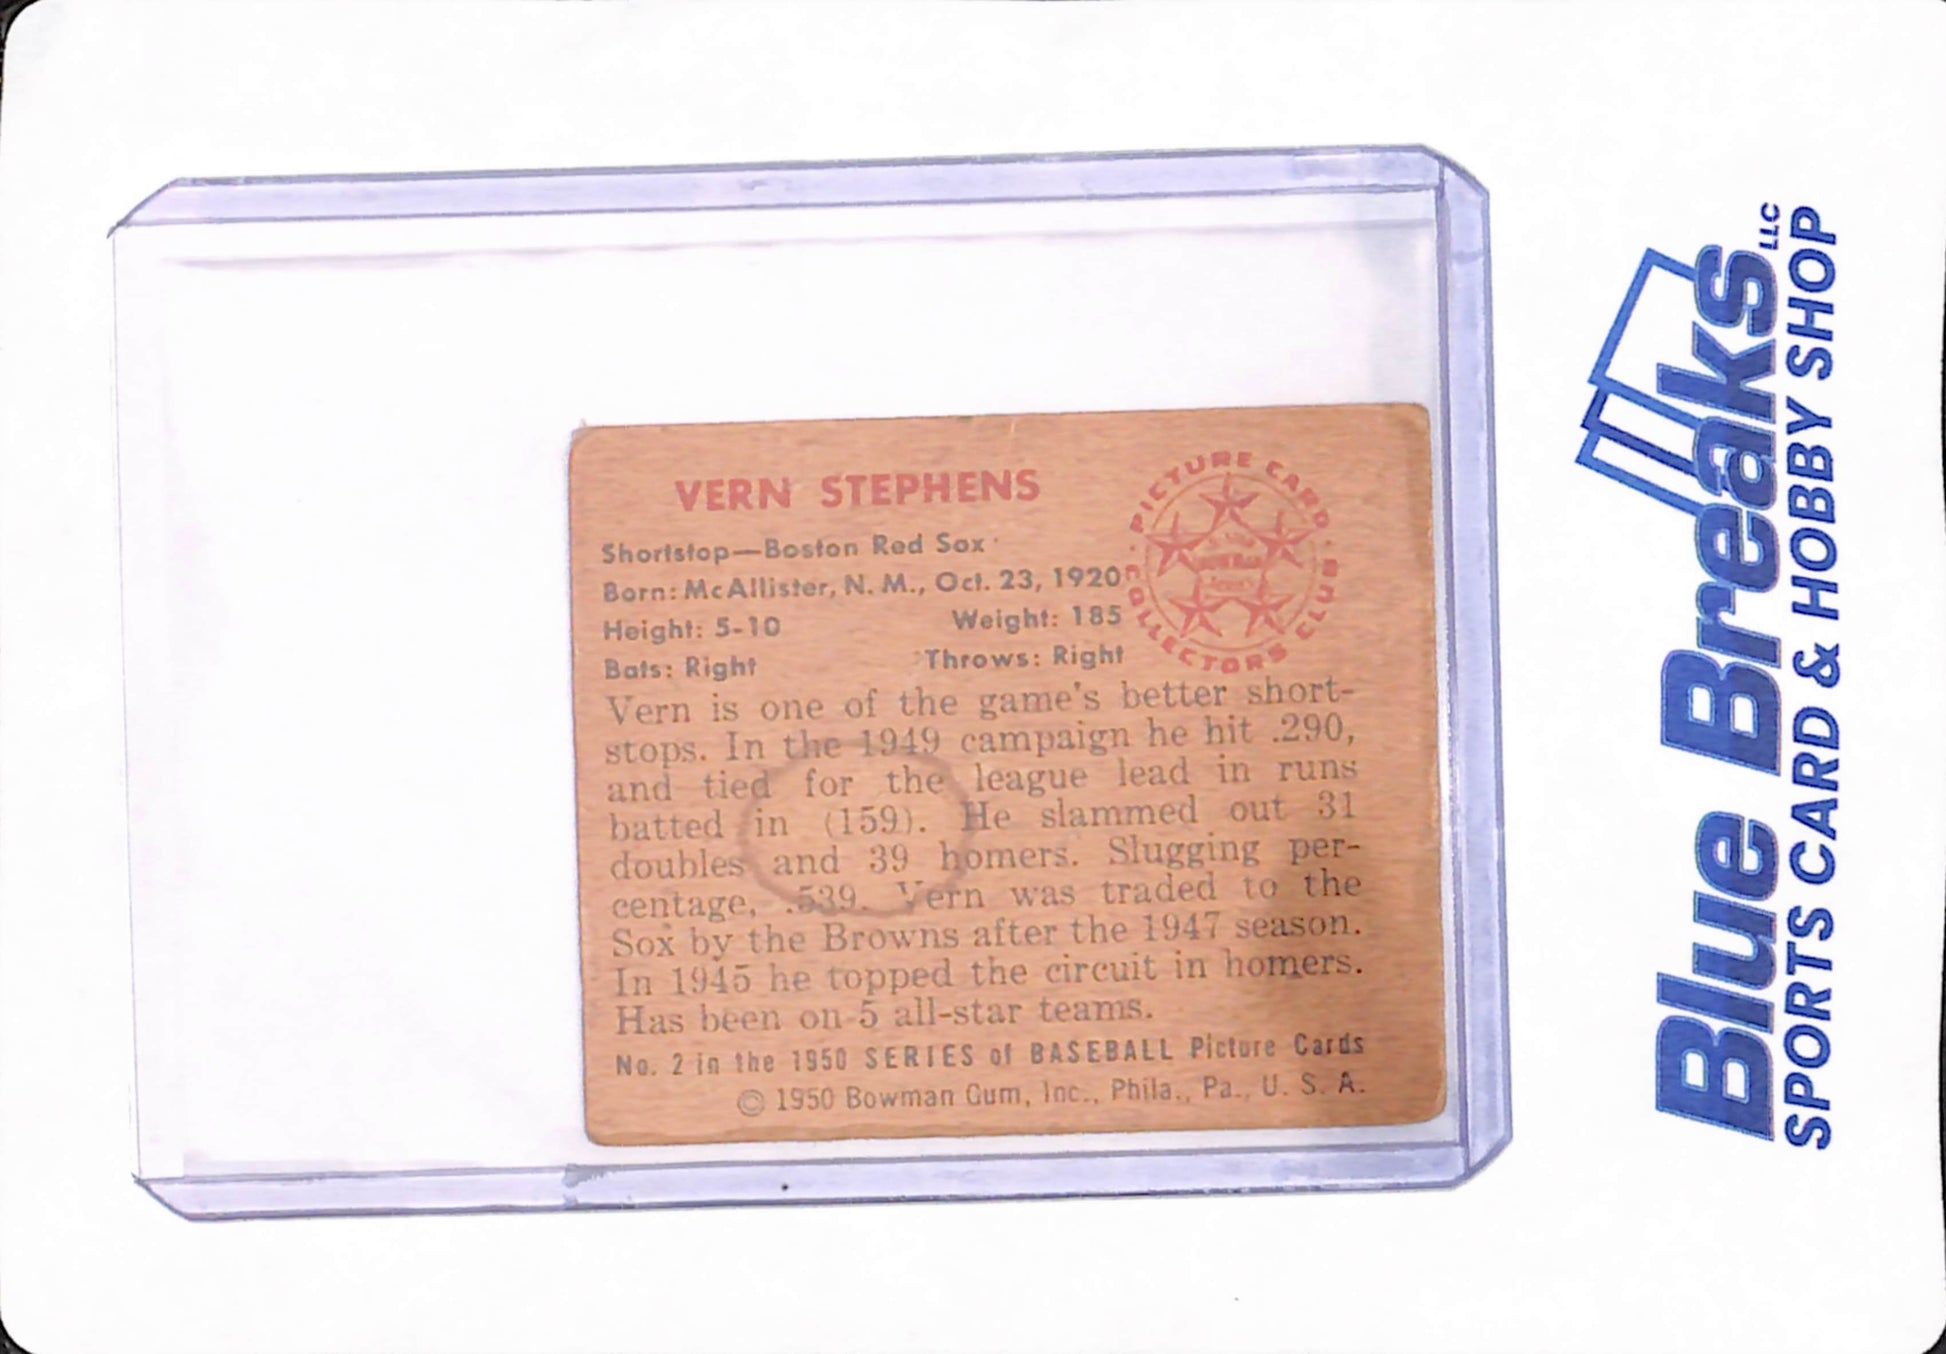 VERN STEPHENS
Shortstop—Boston Red Sox
Born: McAllister, N. M., Oct. 23, 1920
Height: 5-10 Weight: 185
Bats: Right Throws: Right
PICTURE CARD
COLLECTORS CLUB
BOWMAN
Vern is one of the game's better short-
stops. In the 1949 campaign he hit .290,
and tied for the league lead in runs
batted in (159). He slammed out 31
doubles and 39 homers. Slugging per-
centage, .539. Vern was traded to the
Sox by the Browns after the 1947 season.
In 1945 he topped the circuit in homers.
Has been on 5 all-star teams.
No. 2 in the 1950 SERIES of BASEBALL Picture Cards
© 1950 Bowman Gum, Inc., Phila., Pa., U. S. A.
Blue Breaks LLC
SPORTS CARD & HOBBY SHOP